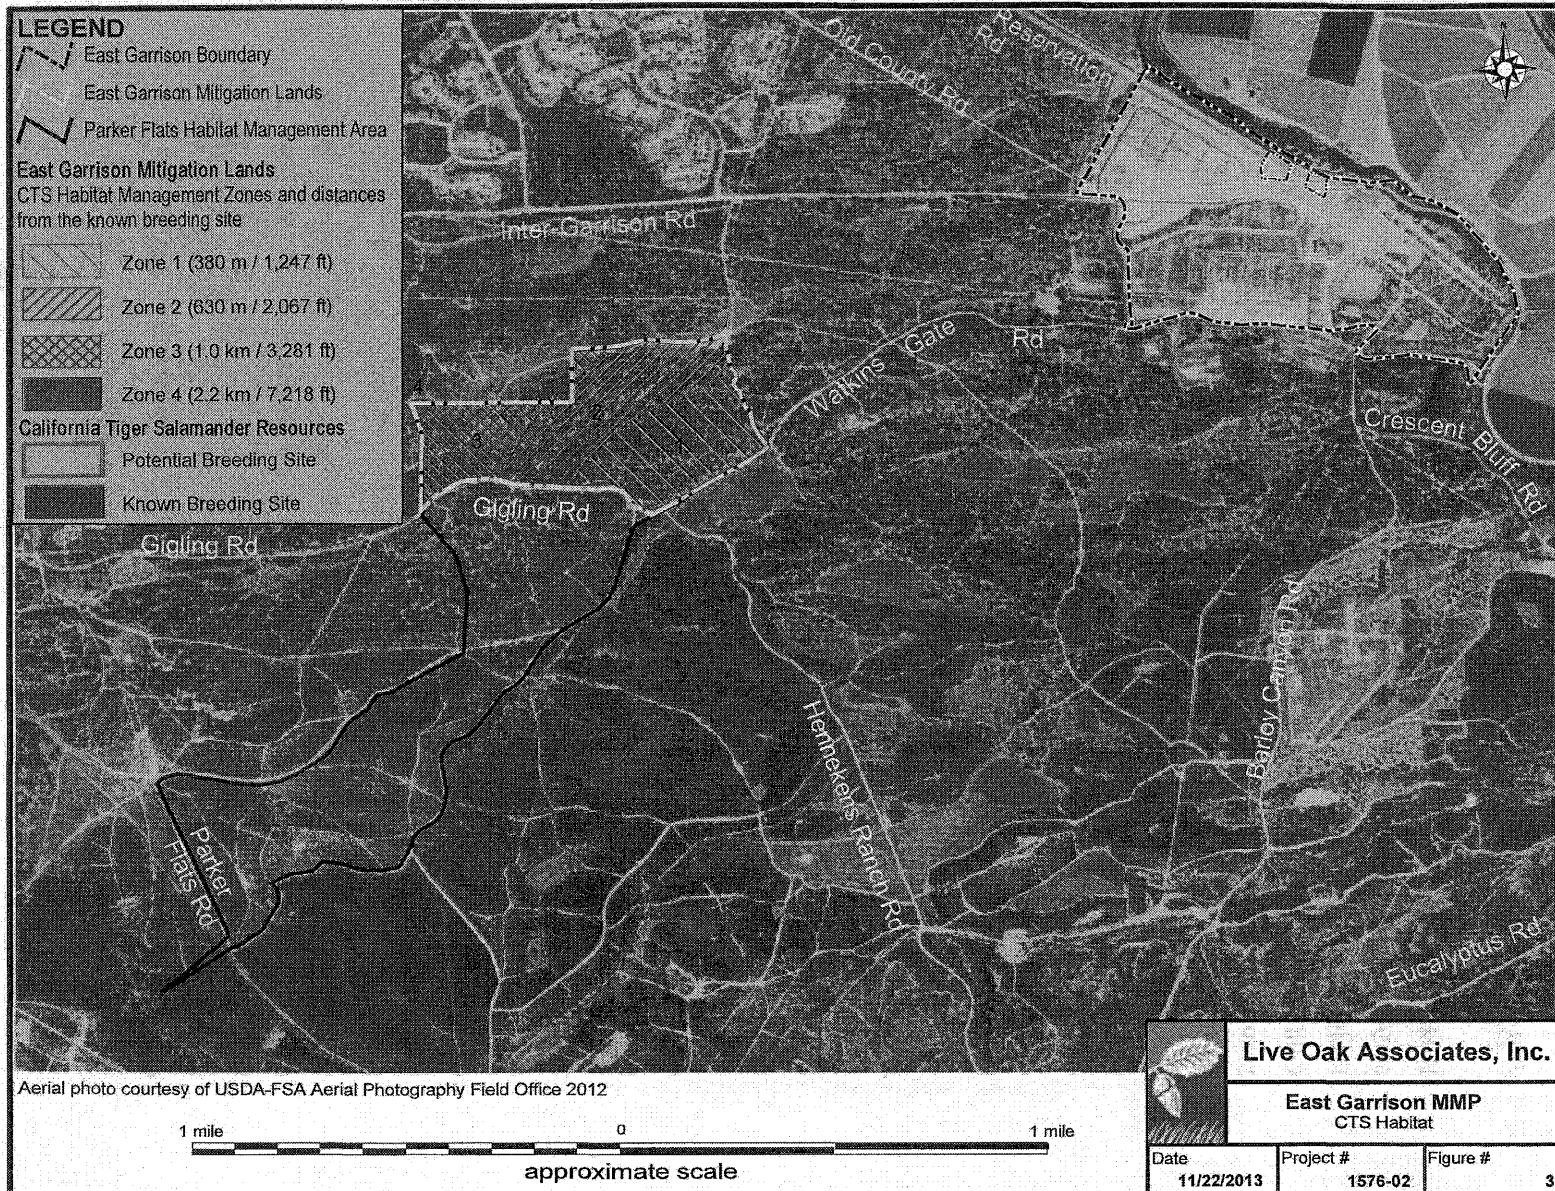 LEGEND
East Garrison Boundary
East Garrison Mitigation Lands
Parker Flats Habitat Management Area
East Garrison Mitigation Lands
CTS Habitat Management Zones and distances
from the known breeding site
Zone 1 (380 m / 1,247 ft)
Zone 2 (630 m / 2,067 ft)
Zone 3 (1.0 km / 3,281 ft)
Zone 4 (2.2 km / 7,218 ft)
California Tiger Salamander Resources
Potential Breeding Site
Known Breeding Site
Reservation
Rd
Old County Rd
N
Inter-Garrison Rd
Watkins Gate Rd
4
3
2
1
Gigling Rd
Gigling Rd
Crescent Bluff Rd
Barloy Canyon Rd
Hennekens Ranch Rd
Parker
Flats Rd
Eucalyptus Rd
Aerial photo courtesy of USDA-FSA Aerial Photography Field Office 2012
1 mile 0 1 mile
approximate scale
Live Oak Associates, Inc.
East Garrison MMP
CTS Habitat
Date Project # Figure #
11/22/2013 1576-02 3